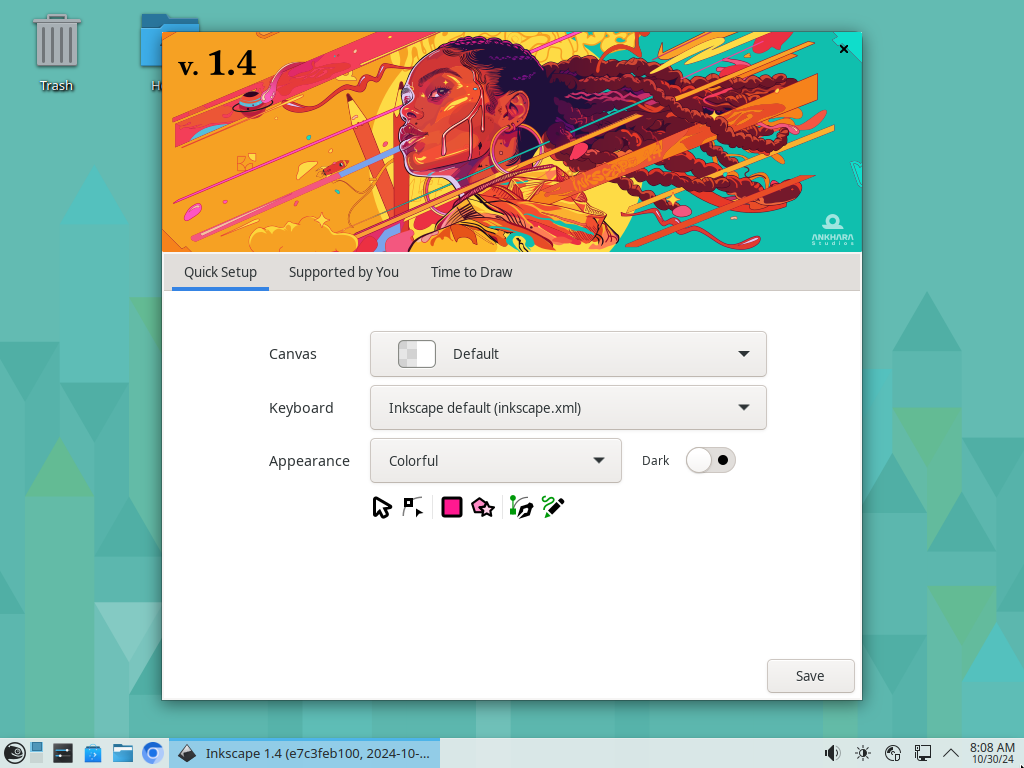 Trash
v. 1.4
ANKHARA
Studios
Quick Setup
Supported by You
Time to Draw
Canvas
Default
Keyboard
Inkscape default (inkscape.xml)
Appearance
Colorful
Dark
Save
Inkscape 1.4 (e7c3feb100, 2024-10-...
8:08 AM
10/30/24